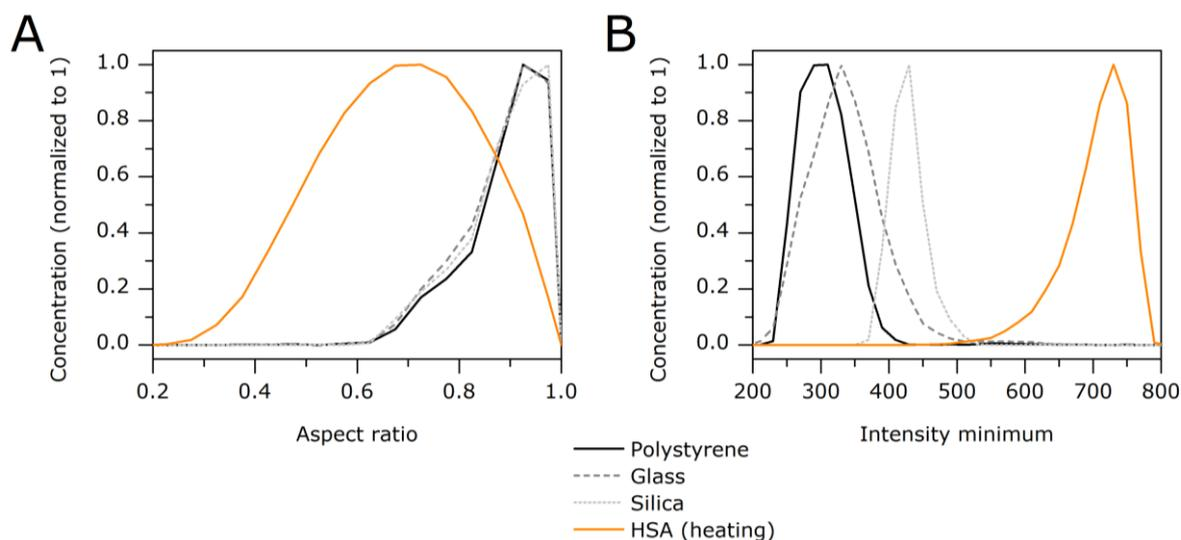 A
B
Concentration (normalized to 1)
1.0
0.8
0.6
0.4
0.2
0.0
0.2 0.4 0.6 0.8 1.0
Aspect ratio
Concentration (normalized to 1)
1.0
0.8
0.6
0.4
0.2
0.0
200 300 400 500 600 700 800
Intensity minimum
Polystyrene
Glass
Silica
HSA (heating)